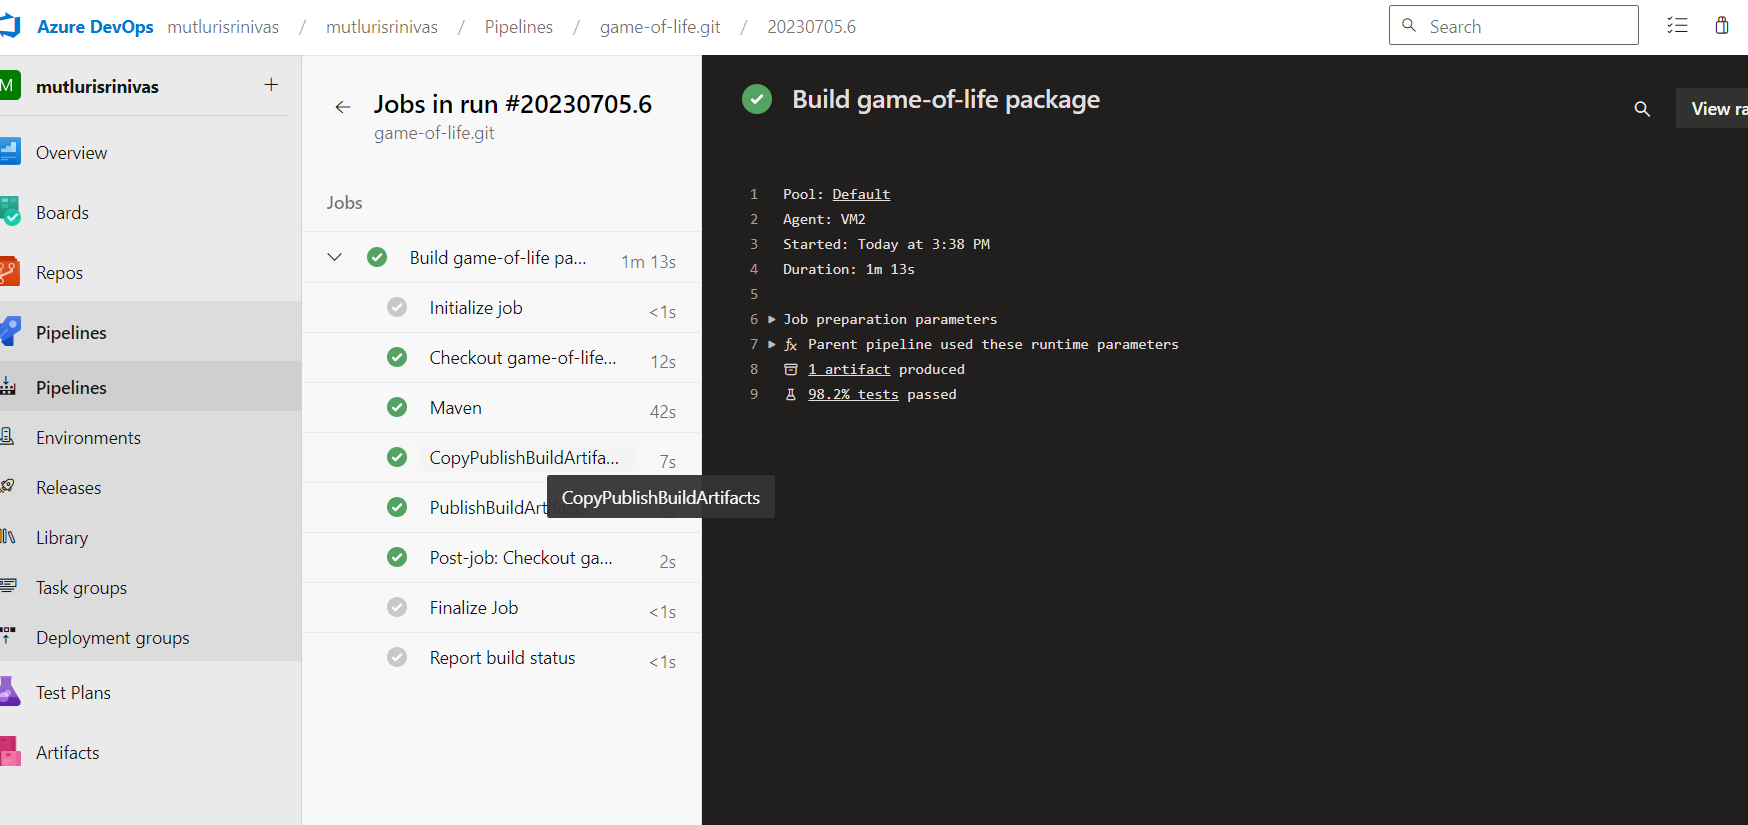 Azure DevOps mutlurisrinivas / mutlurisrinivas / Pipelines / game-of-life.git / 20230705.6
Search
M mutlurisrinivas +
Overview
Boards
Repos
Pipelines
Pipelines
Environments
Releases
Library
Task groups
Deployment groups
Test Plans
Artifacts
Jobs in run #20230705.6
game-of-life.git
Jobs
Build game-of-life pa... 1m 13s
Initialize job <1s
Checkout game-of-life... 12s
Maven 42s
CopyPublishBuildArtifa... 7s
CopyPublishBuildArtifacts
PublishBuildArtifacts 8s
Post-job: Checkout ga... 2s
Finalize Job <1s
Report build status <1s
Build game-of-life package
View ra
1 Pool: Default
2 Agent: VM2
3 Started: Today at 3:38 PM
4 Duration: 1m 13s
5
6 Job preparation parameters
7 fx Parent pipeline used these runtime parameters
8 1 artifact produced
9 98.2% tests passed